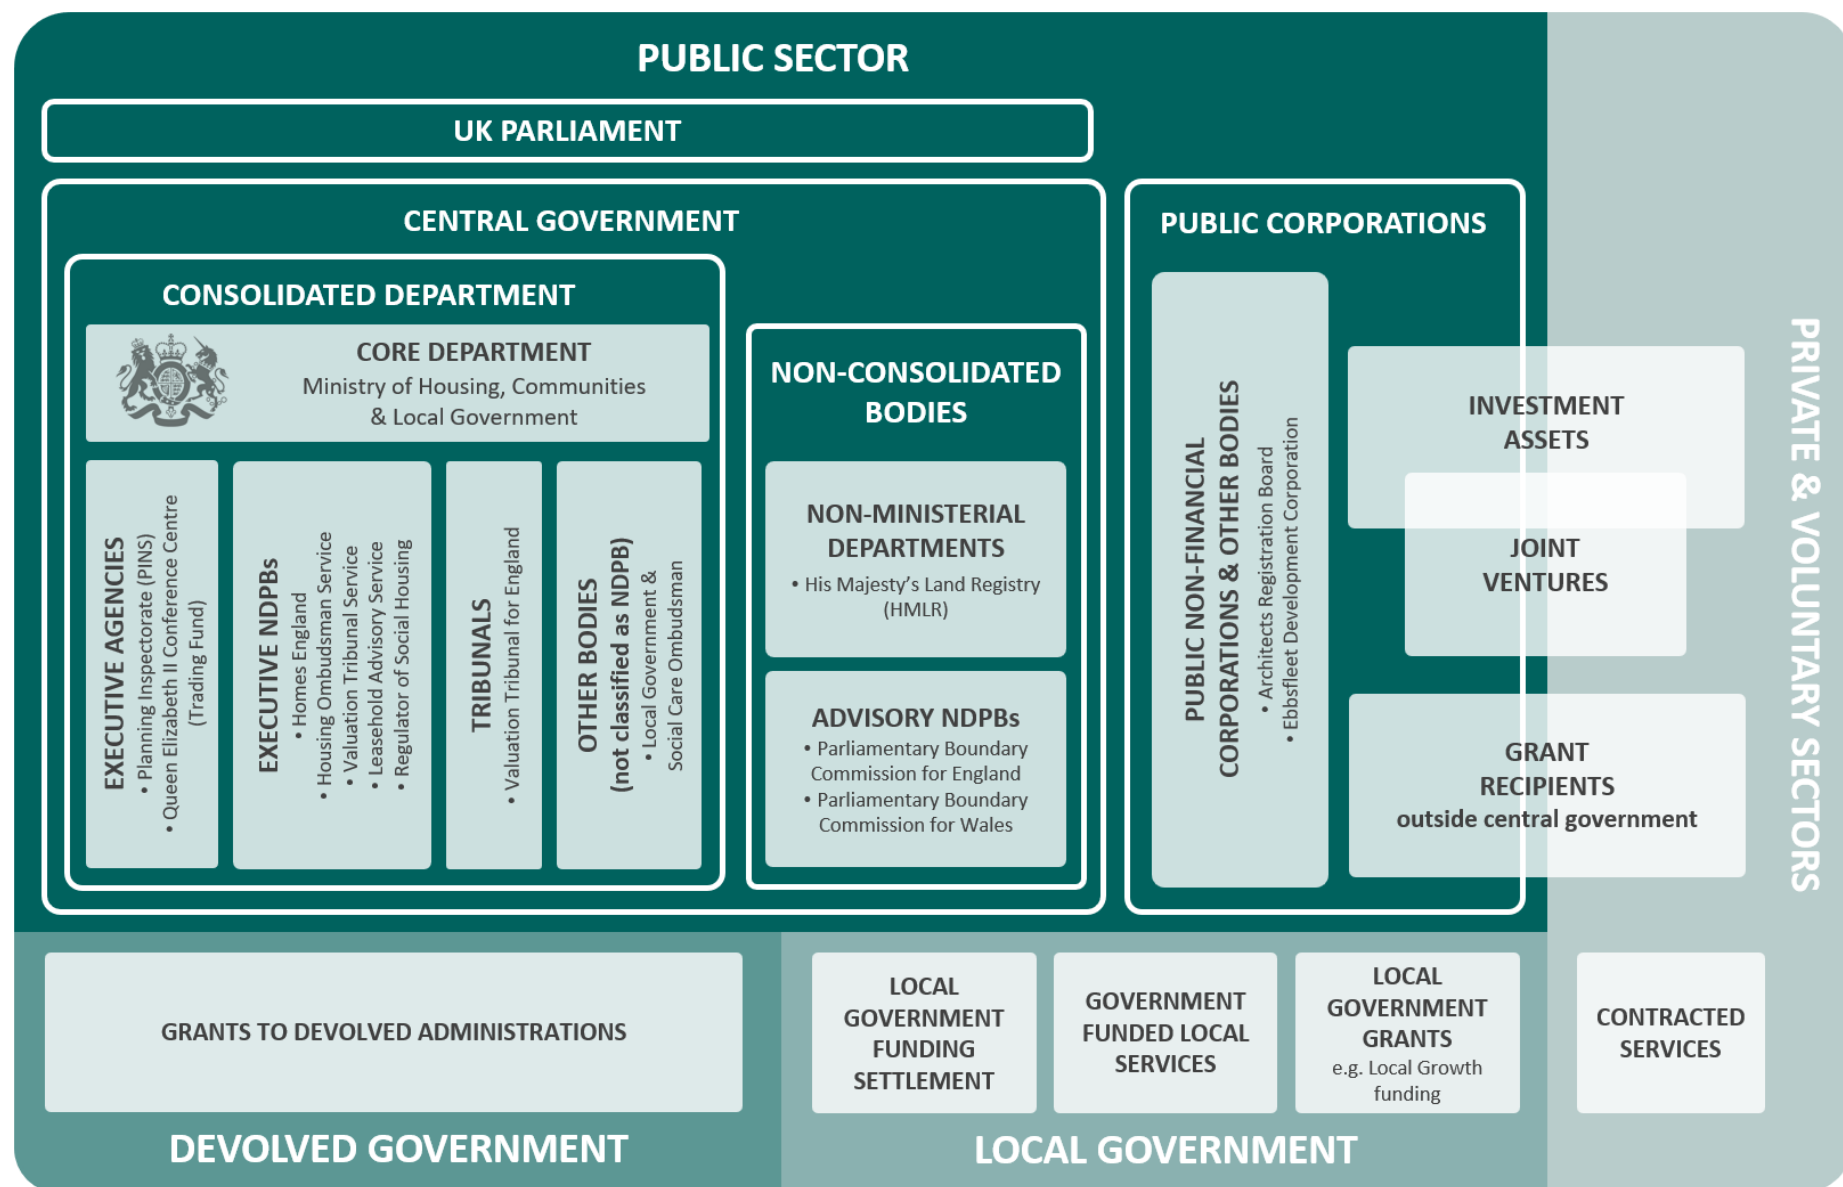 PUBLIC SECTOR
UK PARLIAMENT
CENTRAL GOVERNMENT
CONSOLIDATED DEPARTMENT
CORE DEPARTMENT
Ministry of Housing, Communities
& Local Government
EXECUTIVE AGENCIES
• Planning Inspectorate (PINS)
• Queen Elizabeth II Conference Centre
(Trading Fund)
EXECUTIVE NDPBs
• Homes England
• Housing Ombudsman Service
• Valuation Tribunal Service
• Leasehold Advisory Service
• Regulator of Social Housing
TRIBUNALS
• Valuation Tribunal for England
OTHER BODIES
(not classified as NDPB)
• Local Government &
Social Care Ombudsman
NON-CONSOLIDATED
BODIES
NON-MINISTERIAL
DEPARTMENTS
• His Majesty's Land Registry
(HMLR)
ADVISORY NDPBs
• Parliamentary Boundary
Commission for England
• Parliamentary Boundary
Commission for Wales
PUBLIC CORPORATIONS
PUBLIC NON-FINANCIAL
CORPORATIONS & OTHER BODIES
• Architects Registration Board
• Ebbsfleet Development Corporation
INVESTMENT
ASSETS
JOINT
VENTURES
GRANT
RECIPIENTS
outside central government
PRIVATE & VOLUNTARY SECTORS
GRANTS TO DEVOLVED ADMINISTRATIONS
DEVOLVED GOVERNMENT
LOCAL
GOVERNMENT
FUNDING
SETTLEMENT
GOVERNMENT
FUNDED LOCAL
SERVICES
LOCAL
GOVERNMENT
GRANTS
e.g. Local Growth
funding
LOCAL GOVERNMENT
CONTRACTED
SERVICES